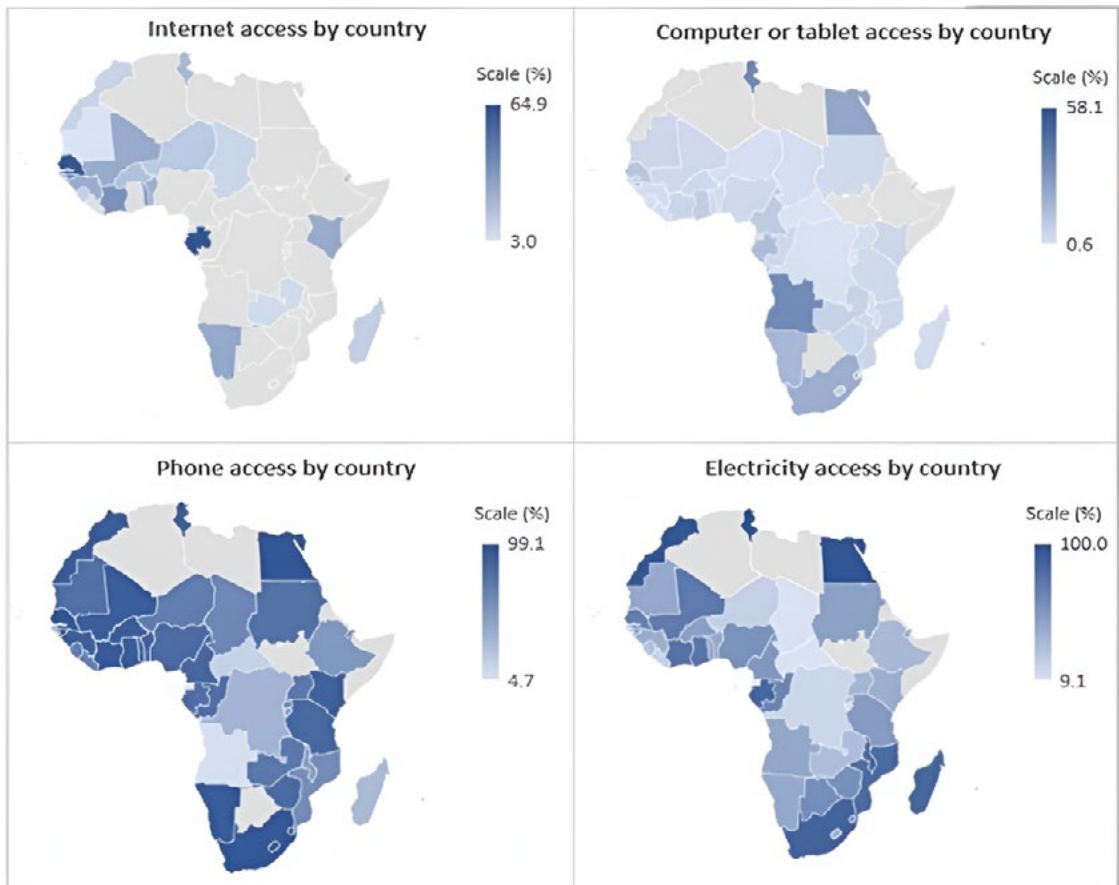 Internet access by country
Scale (%)
64.9
3.0
Computer or tablet access by country
Scale (%)
58.1
0.6
Phone access by country
Scale (%)
99.1
4.7
Electricity access by country
Scale (%)
100.0
9.1